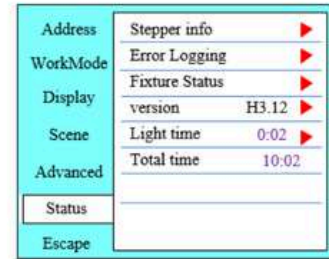 Address
WorkMode
Display
Scene
Advanced
Status
Escape
Stepper info
Error Logging
Fixture Status
version H3.12
Light time 0:02
Total time 10:02